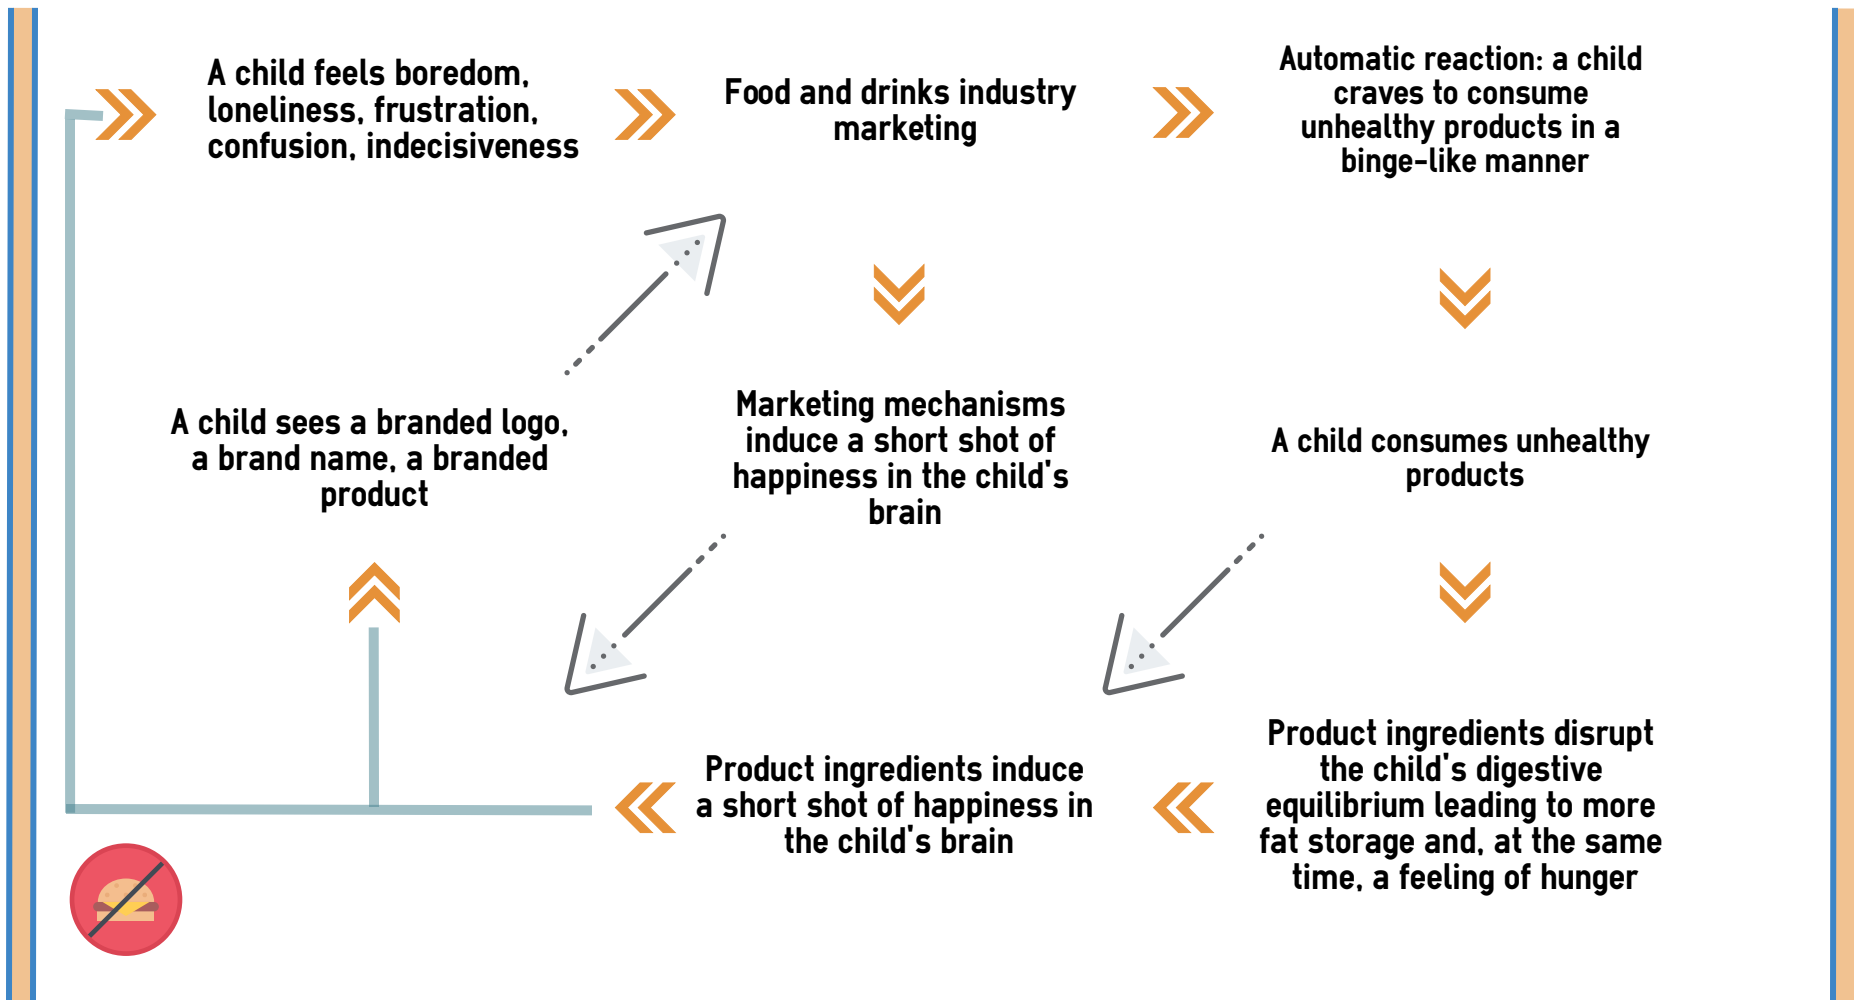 A child feels boredom,
loneliness, frustration,
confusion, indecisiveness
Food and drinks industry
marketing
Automatic reaction: a child
craves to consume
unhealthy products in a
binge-like manner
A child sees a branded logo,
a brand name, a branded
product
Marketing mechanisms
induce a short shot of
happiness in the child's
brain
A child consumes unhealthy
products
Product ingredients induce
a short shot of happiness in
the child's brain
Product ingredients disrupt
the child's digestive
equilibrium leading to more
fat storage and, at the same
time, a feeling of hunger